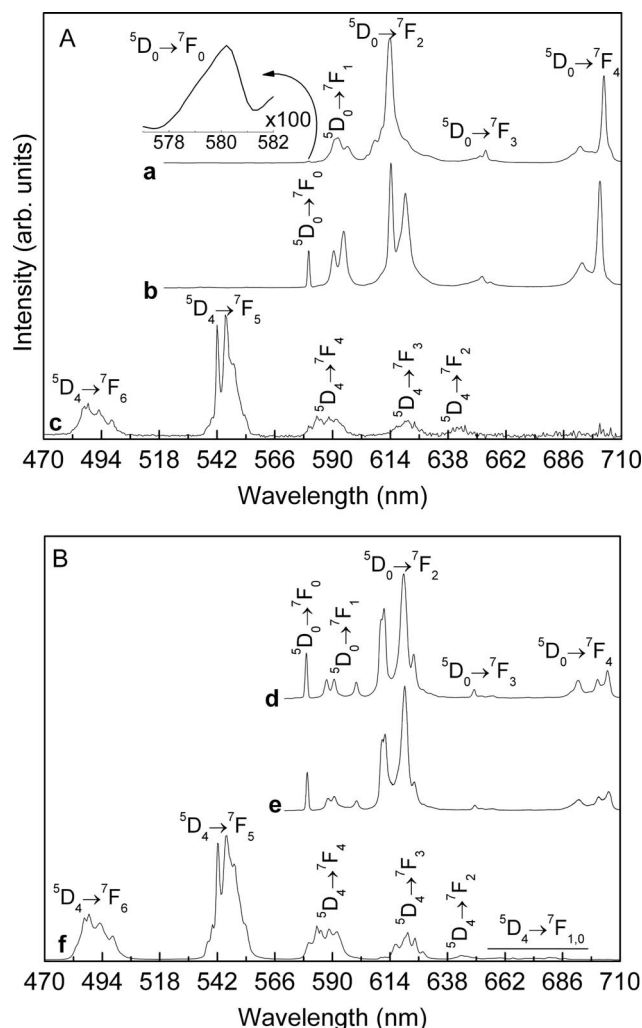 A
⁵D₀→⁷F₀
⁵D₀→⁷F₁
⁵D₀→⁷F₂
⁵D₀→⁷F₃
⁵D₀→⁷F₄
x100
578 580 582
a
⁵D₀→⁷F₀
b
⁵D₄→⁷F₆
⁵D₄→⁷F₅
⁵D₄→⁷F₄
⁵D₄→⁷F₃
⁵D₄→⁷F₂
c
470 494 518 542 566 590 614 638 662 686 710
Wavelength (nm)
Intensity (arb. units)
B
⁵D₀→⁷F₀
⁵D₀→⁷F₁
⁵D₀→⁷F₂
⁵D₀→⁷F₃
⁵D₀→⁷F₄
d
e
⁵D₄→⁷F₆
⁵D₄→⁷F₅
⁵D₄→⁷F₄
⁵D₄→⁷F₃
⁵D₄→⁷F₂
⁵D₄→⁷F₁,₀
f
470 494 518 542 566 590 614 638 662 686 710
Wavelength (nm)